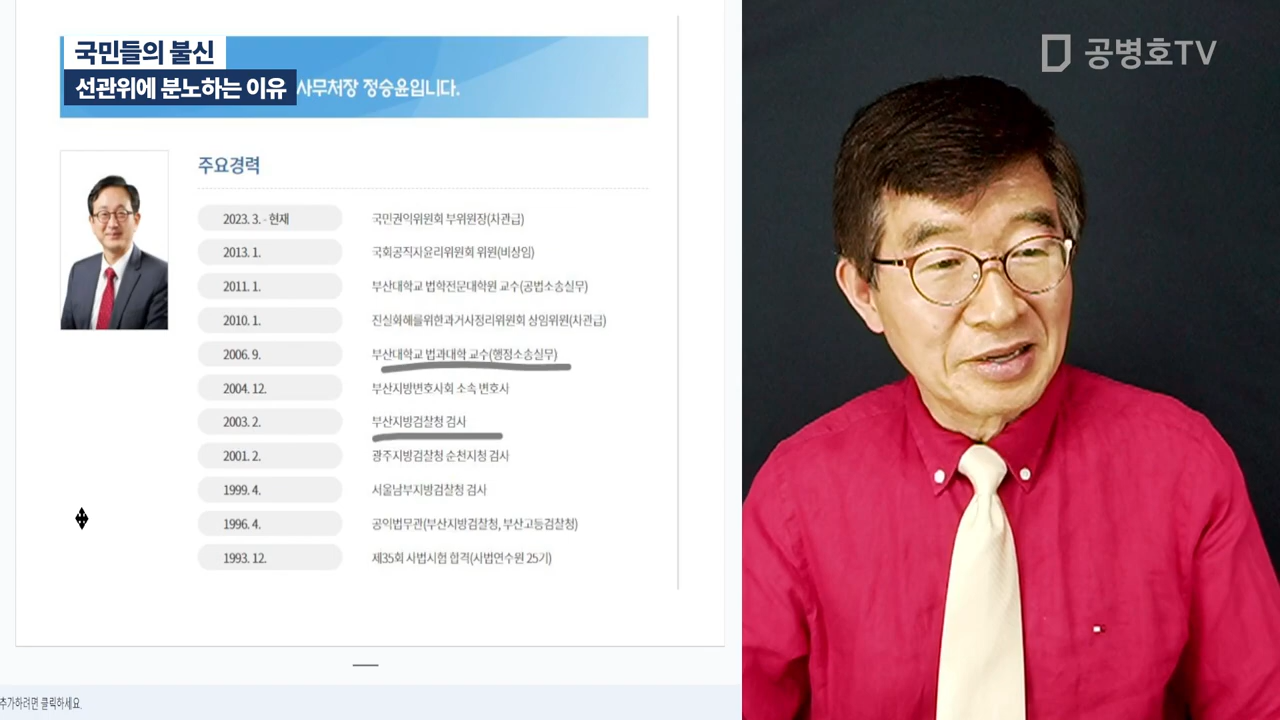 국민들의 불신
선관위에 분노하는 이유
사무처장 정승윤입니다.
공병호TV
주요경력
2023. 3. - 현재 국민권익위원회 부위원장(차관급)
2013. 1. 국회공직자윤리위원회 위원(비상임)
2011. 1. 부산대학교 법학전문대학원 교수(공법소송실무)
2010. 1. 진실화해를위한과거사정리위원회 상임위원(차관급)
2006. 9. 부산대학교 법과대학 교수(행정소송실무)
2004. 12. 부산지방변호사회 소속 변호사
2003. 2. 부산지방검찰청 검사
2001. 2. 광주지방검찰청 순천지청 검사
1999. 4. 서울남부지방검찰청 검사
1996. 4. 공익법무관(부산지방검찰청, 부산고등검찰청)
1993. 12. 제35회 사법시험 합격(사법연수원 25기)
추가하려면 클릭하세요.